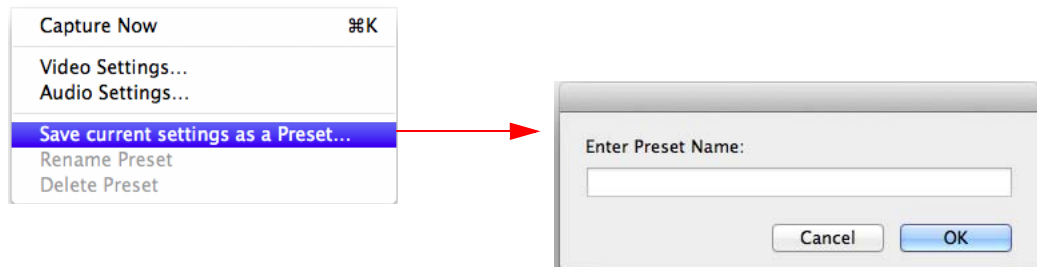 Capture Now ⌘K
Video Settings...
Audio Settings...
Save current settings as a Preset...
Rename Preset
Delete Preset
Enter Preset Name:
Cancel OK